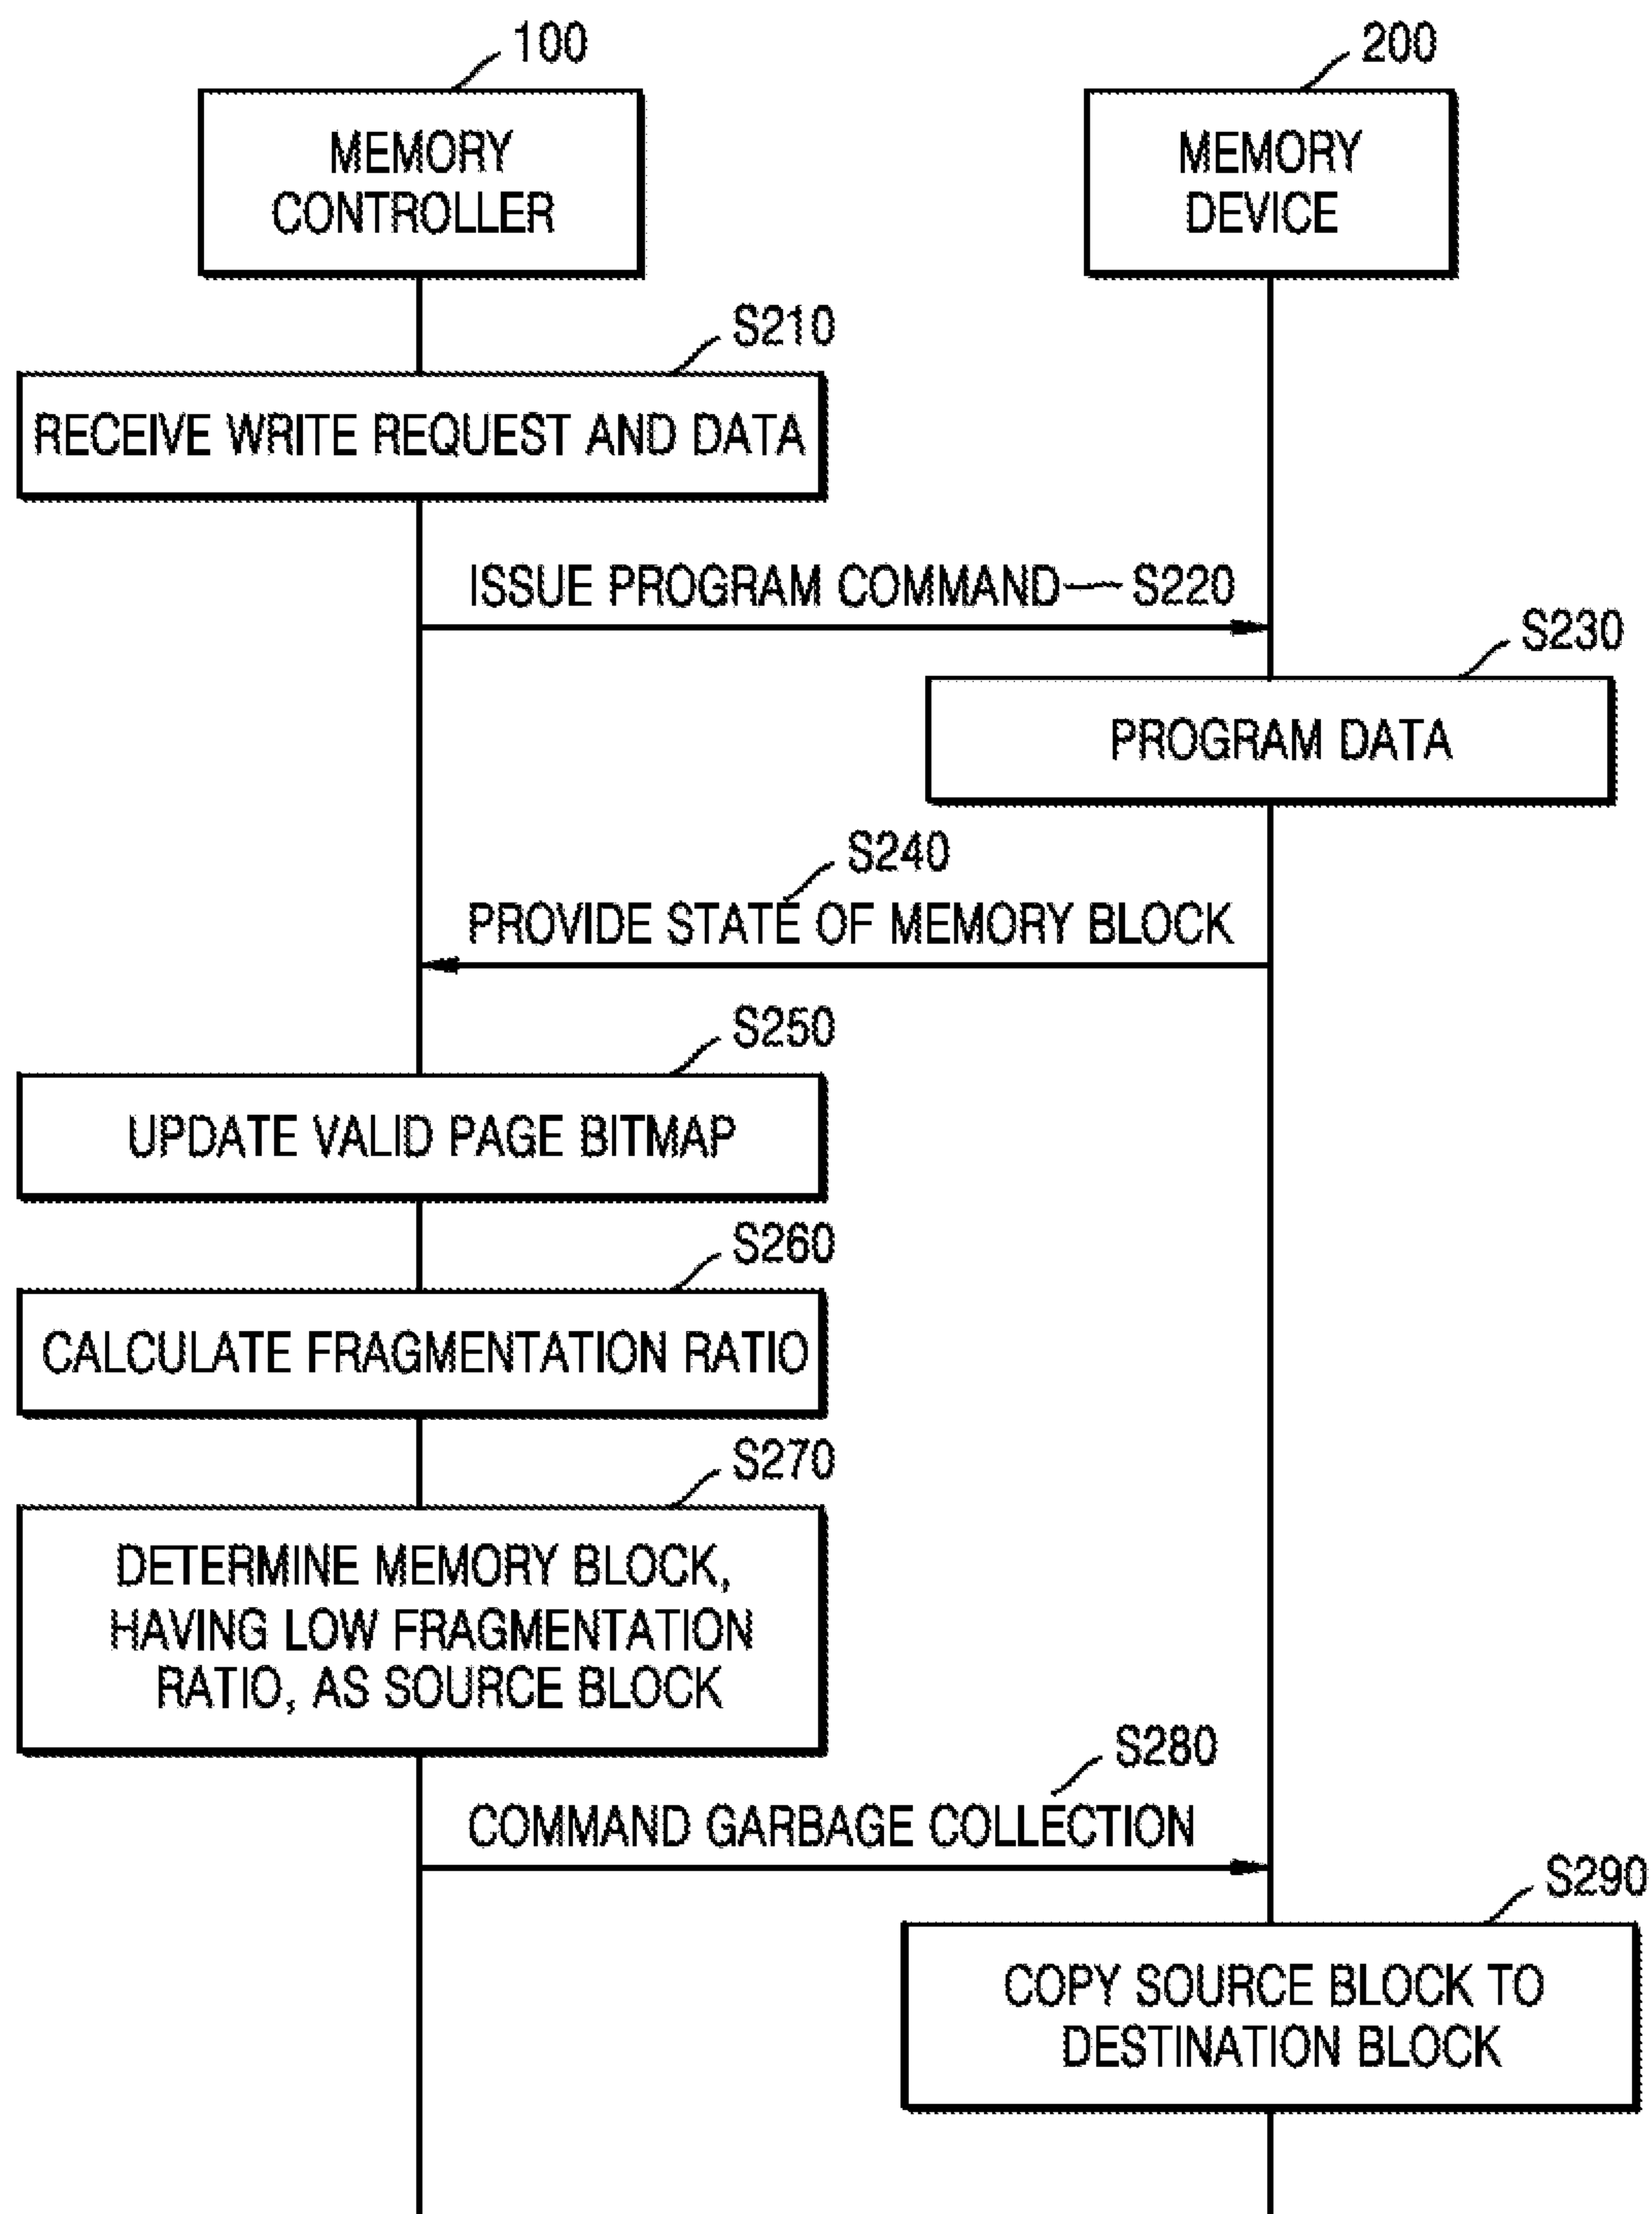 100
200
MEMORY
CONTROLLER
MEMORY
DEVICE
S210
RECEIVE WRITE REQUEST AND DATA
ISSUE PROGRAM COMMAND
S220
S230
PROGRAM DATA
S240
PROVIDE STATE OF MEMORY BLOCK
S250
UPDATE VALID PAGE BITMAP
S260
CALCULATE FRAGMENTATION RATIO
S270
DETERMINE MEMORY BLOCK,
HAVING LOW FRAGMENTATION
RATIO, AS SOURCE BLOCK
S280
COMMAND GARBAGE COLLECTION
S290
COPY SOURCE BLOCK TO
DESTINATION BLOCK